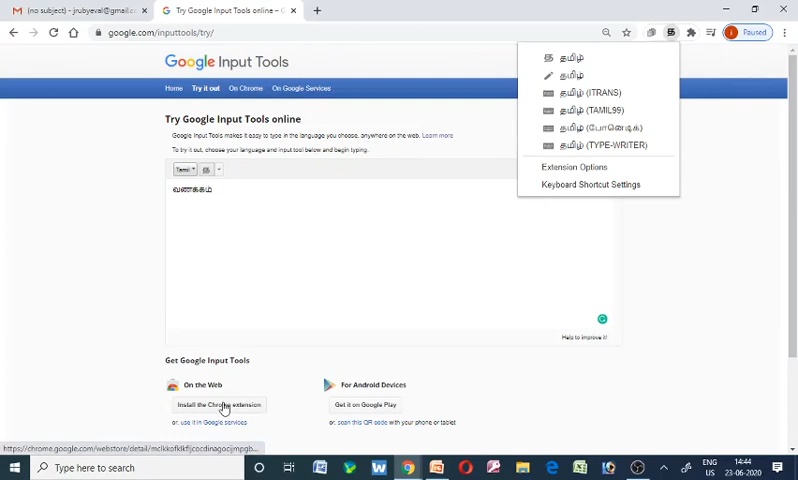 (no subject) - jrubyeval@gmail.c
Try Google Input Tools online – G
google.com/inputtools/try/
Paused
Google Input Tools
Home Try it out On Chrome On Google Services
Try Google Input Tools online
Google Input Tools makes it easy to type in the language you choose, anywhere on the web. Learn more
To try it out, choose your language and input tool below and begin typing.
Tamil
த
வணக்கம்
த தமிழ்
தமிழ்
தமிழ் (ITRANS)
தமிழ் (TAMIL99)
தமிழ் (போனெடிக்)
தமிழ் (TYPE-WRITER)
Extension Options
Keyboard Shortcut Settings
Help to improve it!
Get Google Input Tools
On the Web
For Android Devices
Install the Chrome extension
Get it on Google Play
or, use it in Google services
or, scan this QR code with your phone or tablet
Type here to search
ENG
US
14:44
23-06-2020